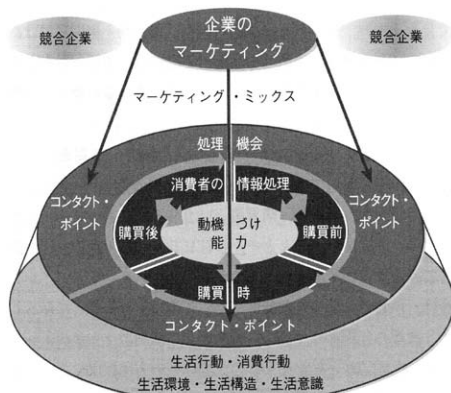 企業の
マーケティング
競合企業
競合企業
マーケティング・ミックス
処理機会
消費者の情報処理
コンタクト・
ポイント
コンタクト・
ポイント
購買後
動機づけ
能力
購買前
購買時
コンタクト・ポイント
生活行動・消費行動
生活環境・生活構造・生活意識